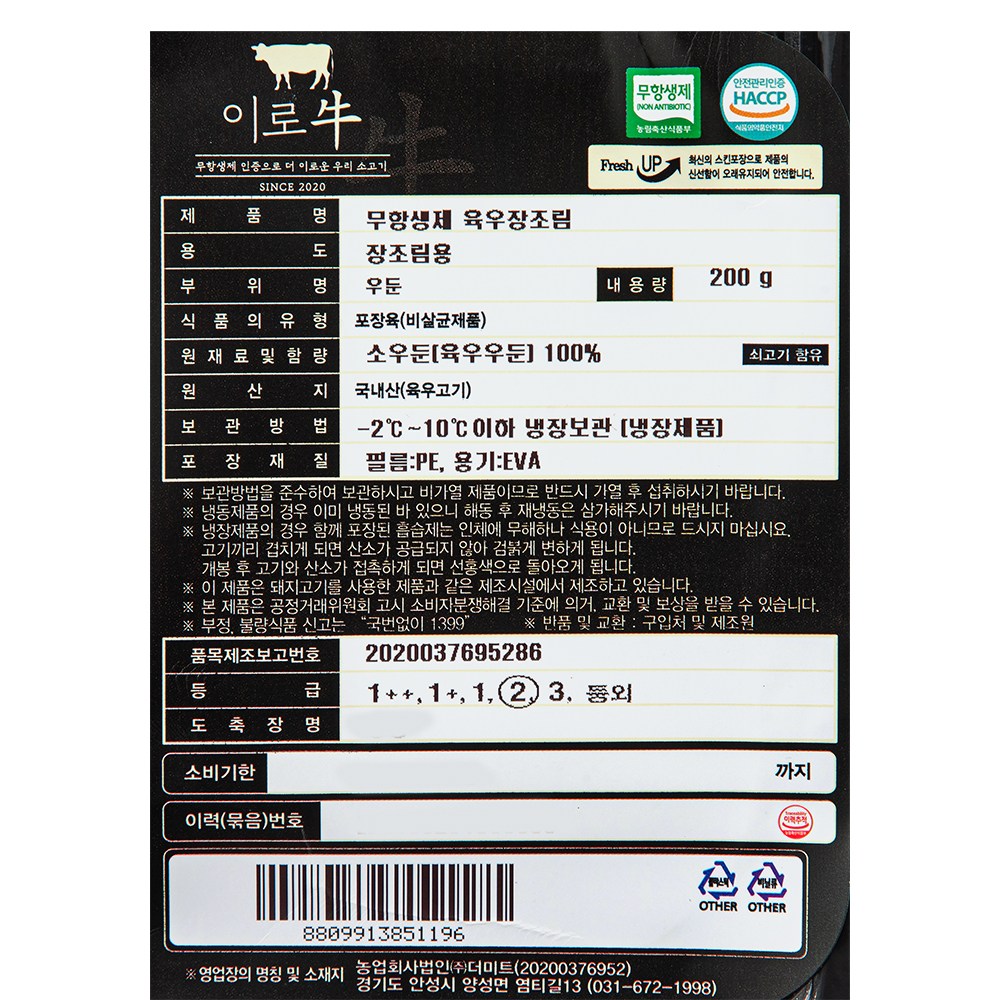 이로牛
무항생제 인증으로 더 이로운 우리 소고기
SINCE 2020
무항생제
(NON ANTIBIOTIC)
농림축산식품부
안전관리인증
HACCP
식품의약품안전처
Fresh UP 최신의 스킨포장으로 제품의
신선함이 오래유지되어 안전합니다.
제품명 무항생제 육우장조림
용도 장조림용
부위명 우둔 내용량 200 g
식품의유형 포장육(비살균제품)
원재료및함량 소우둔[육우우둔] 100% 쇠고기 함유
원산지 국내산(육우고기)
보관방법 -2℃~10℃이하 냉장보관 [냉장제품]
포장재질 필름:PE, 용기:EVA
※ 보관방법을 준수하여 보관하시고 비가열 제품이므로 반드시 가열 후 섭취하시기 바랍니다.
※ 냉동제품의 경우 이미 냉동된 바 있으니 해동 후 재냉동은 삼가해주시기 바랍니다.
※ 냉장제품의 경우 함께 포장된 흡습제는 인체에 무해하나 식용이 아니므로 드시지 마십시요.
고기끼리 겹치게 되면 산소가 공급되지 않아 검붉게 변하게 됩니다.
개봉 후 고기와 산소가 접촉하게 되면 선홍색으로 돌아오게 됩니다.
※ 이 제품은 돼지고기를 사용한 제품과 같은 제조시설에서 제조하고 있습니다.
※ 본 제품은 공정거래위원회 고시 소비자분쟁해결 기준에 의거, 교환 및 보상을 받을 수 있습니다.
※ 부정, 불량식품 신고는 “국번없이 1399” ※ 반품 및 교환 : 구입처 및 제조원
품목제조보고번호 2020037695286
등급 1++, 1+, 1, 2, 3, 등외
도축장명
소비기한 까지
이력(묶음)번호
이력추적
8809913851196
플라스틱 비닐류
OTHER OTHER
※영업장의 명칭 및 소재지 농업회사법인㈜더미트(20200376952)
경기도 안성시 양성면 염티길13 (031-672-1998)